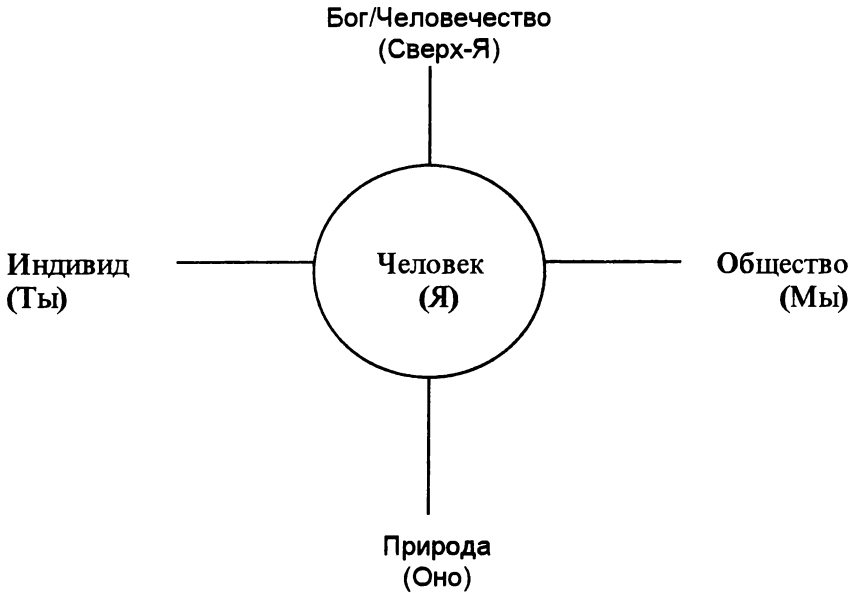 Бог/Человечество
(Сверх-Я)
Индивид
(Ты)
Человек
(Я)
Общество
(Мы)
Природа
(Оно)